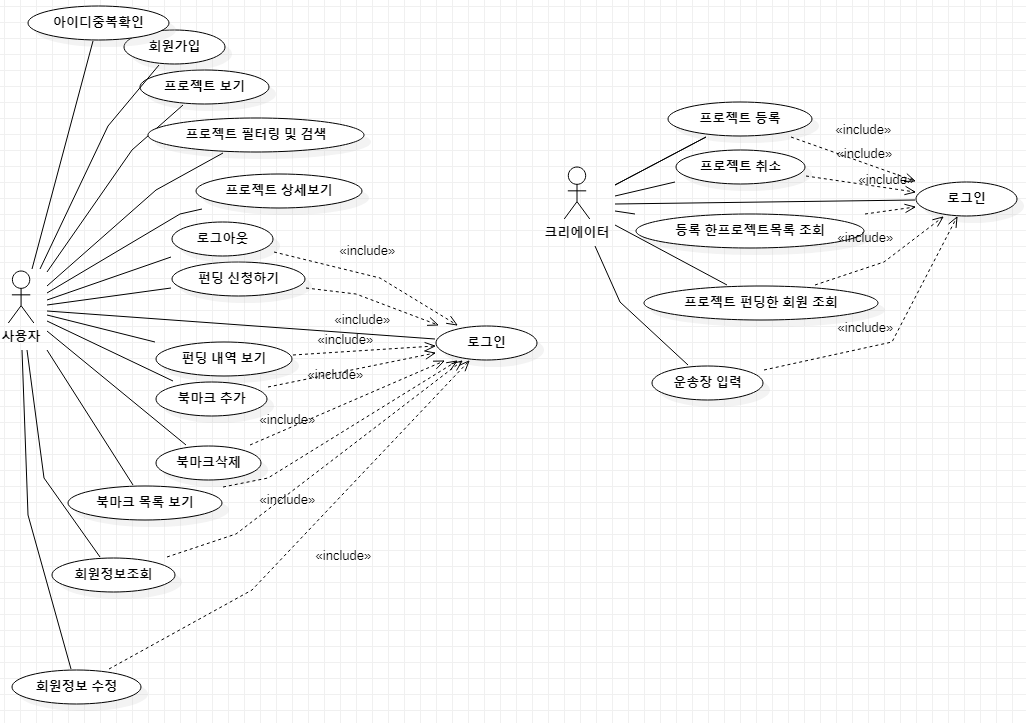 아이디중복확인
회원가입
프로젝트 보기
프로젝트 필터링 및 검색
프로젝트 상세보기
로그아웃
«include»
펀딩 신청하기
사용자
«include»
«include»
로그인
펀딩 내역 보기
«include»
북마크 추가
«include»
북마크삭제
북마크 목록 보기
«include»
«include»
회원정보조회
회원정보 수정
프로젝트 등록
«include»
«include»
프로젝트 취소
«include»
로그인
크리에이터
등록 한프로젝트목록 조회
«include»
프로젝트 펀딩한 회원 조회
«include»
운송장 입력